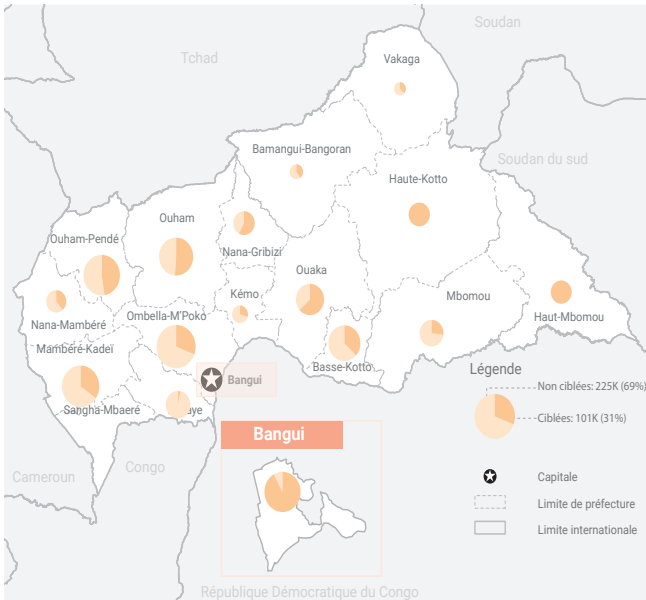 Soudan
Tchad
Vakaga
Bamangui-Bangoran
Soudan du sud
Haute-Kotto
Ouham
Ouham-Pendé
Nana-Gribizi
Ouaka
Kémo
Mbomou
Nana-Mambéré
Ombella-M'Poko
Haut-Mbomou
Mambéré-Kadeï
Basse-Kotto
Bangui
Sangha-Mbaeré
aye
Légende
Non ciblées: 225K (69%)
Ciblées: 101K (31%)
Bangui
Capitale
Limite de préfecture
Limite internationale
Cameroun
Congo
République Démocratique du Congo